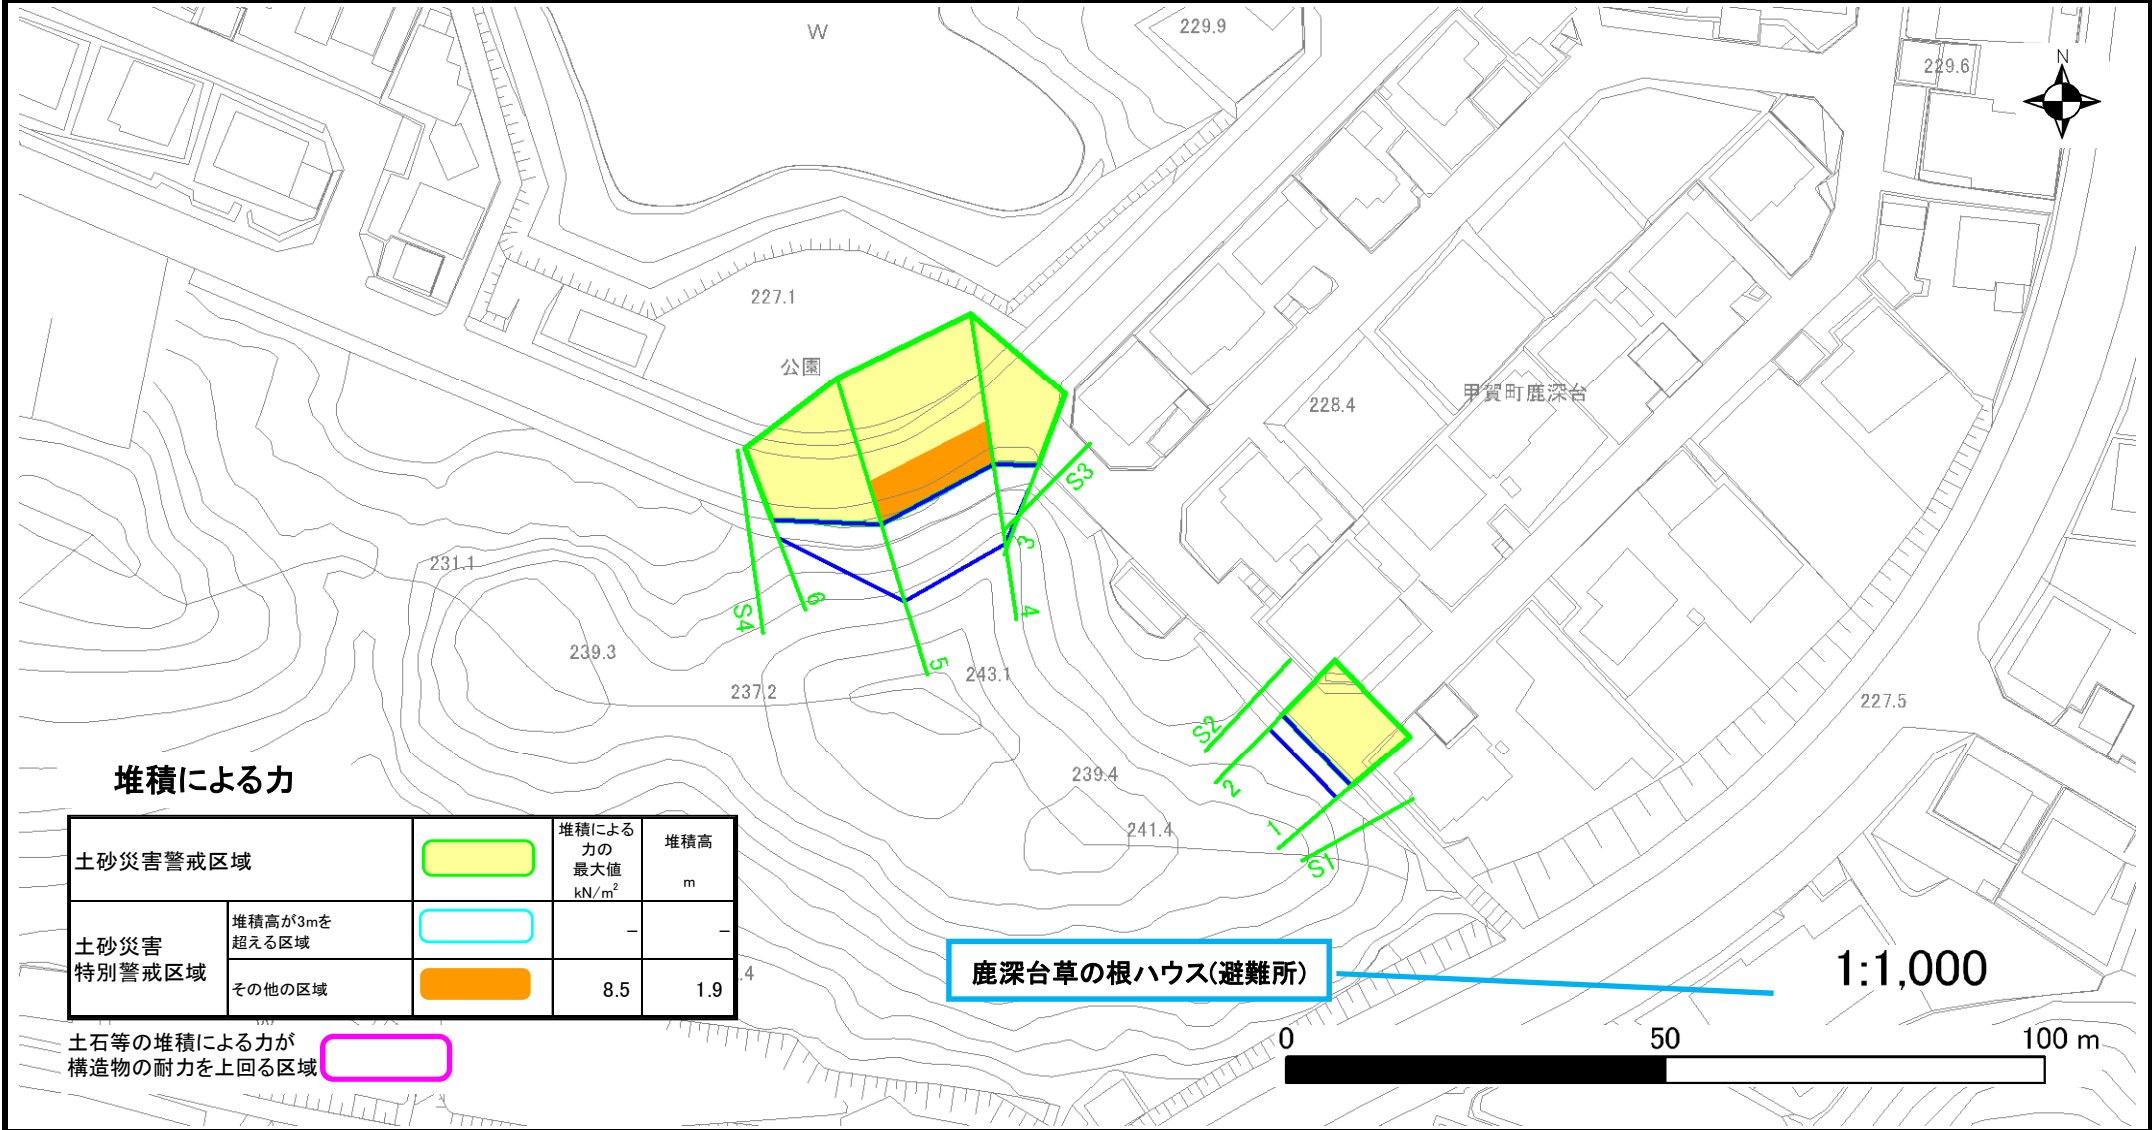 W
229.9
N
229.6
227.1
公園
228.4
甲賀町鹿深台
S3
3
231.1
6
S4
4
239.3
5
243.1
237.2
227.5
S2
2
239.4
1
241.4
S1
堆積による力
土砂災害警戒区域
堆積による
力の
最大値
kN/m²
堆積高
m
土砂災害
特別警戒区域
堆積高が3mを
超える区域
－
－
その他の区域
8.5
1.9
.4
土石等の堆積による力が
構造物の耐力を上回る区域
鹿深台草の根ハウス(避難所)
1:1,000
0
50
100 m